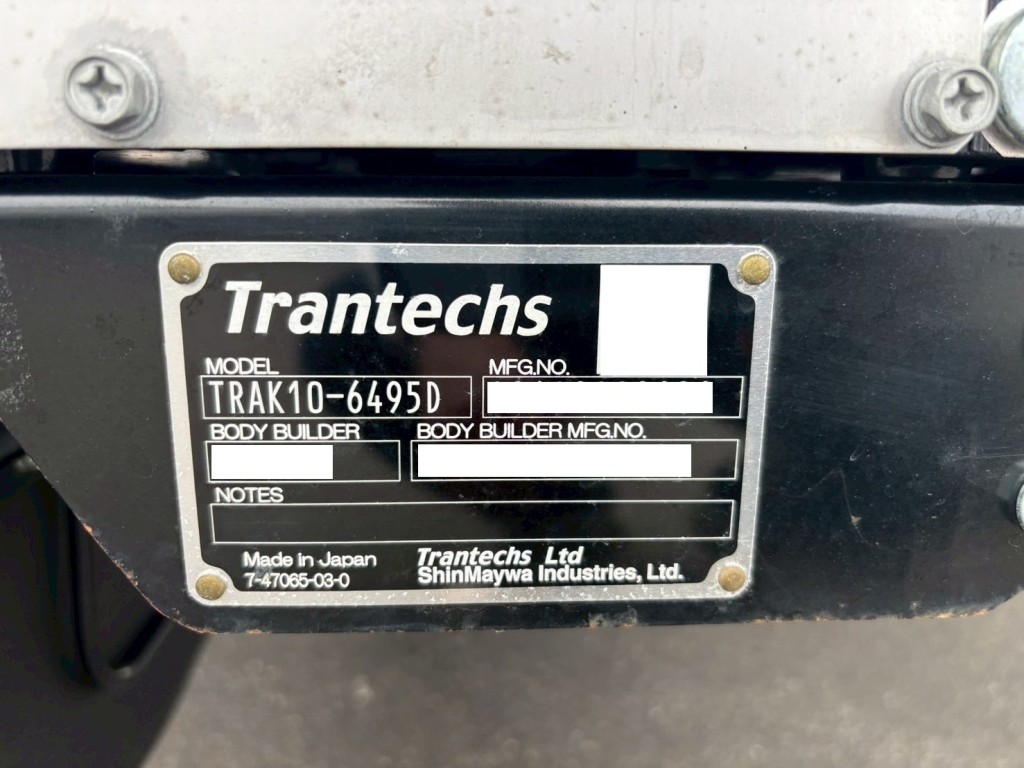 Trantechs
MODEL
MFG.NO.
TRAK10-6495D
BODY BUILDER
BODY BUILDER MFG.NO.
NOTES
Made in Japan
Trantechs Ltd
7-47065-03-0
ShinMaywa Industries, Ltd.